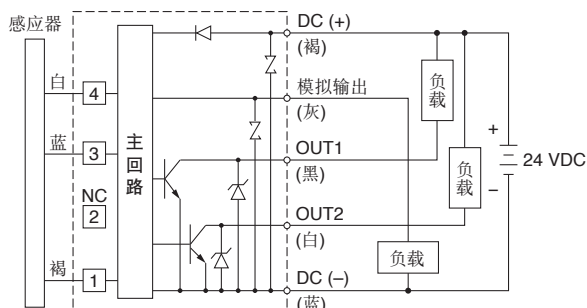 感应器
DC (+)
(褐)
白
4
模拟输出
(灰)
负载
蓝
3
主回路
OUT1
(黑)
+
24 VDC
−
负载
NC
2
OUT2
(白)
褐
1
负载
DC (−)
(蓝)